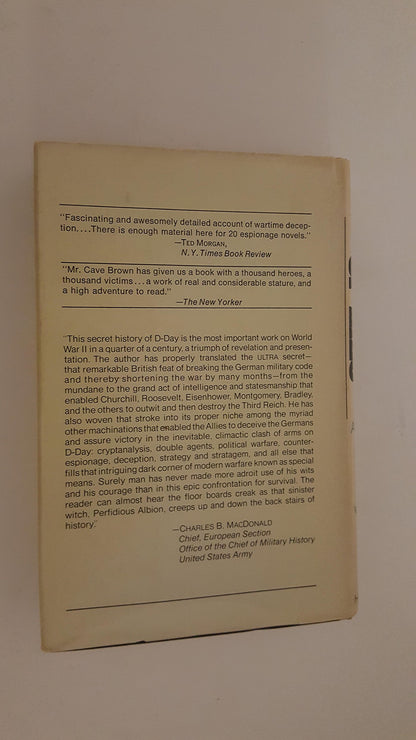 "Fascinating and awesomely detailed account of wartime decep-
tion....There is enough material here for 20 espionage novels."
—TED MORGAN,
N.Y. Times Book Review
"Mr. Cave Brown has given us a book with a thousand heroes, a
thousand victims...a work of real and considerable stature, and
a high adventure to read."
—The New Yorker
"This secret history of D-Day is the most important work on World
War II in a quarter of a century, a triumph of revelation and presen-
tation. The author has properly translated the ULTRA secret—
that remarkable British feat of breaking the German military code
and thereby shortening the war by many months—from the
mundane to the grand act of intelligence and statesmanship that
enabled Churchill, Roosevelt, Eisenhower, Montgomery, Bradley,
and the others to outwit and then destroy the Third Reich. He has
also woven that stroke into its proper niche among the myriad
other machinations that enabled the Allies to deceive the Germans
and assure victory in the inevitable, climactic clash of arms on
D-Day: cryptanalysis, double agents, political warfare, counter-
espionage, deception, strategy and stratagem, and all else that
fills that intriguing dark corner of modern warfare known as special
means. Surely man has never made more adroit use of his wits
and his courage than in this epic confrontation for survival. The
reader can almost hear the floor boards creak as that sinister
witch, Perfidious Albion, creeps up and down the back stairs of
history."
—CHARLES B. MACDONALD
Chief, European Section
Office of the Chief of Military History
United States Army